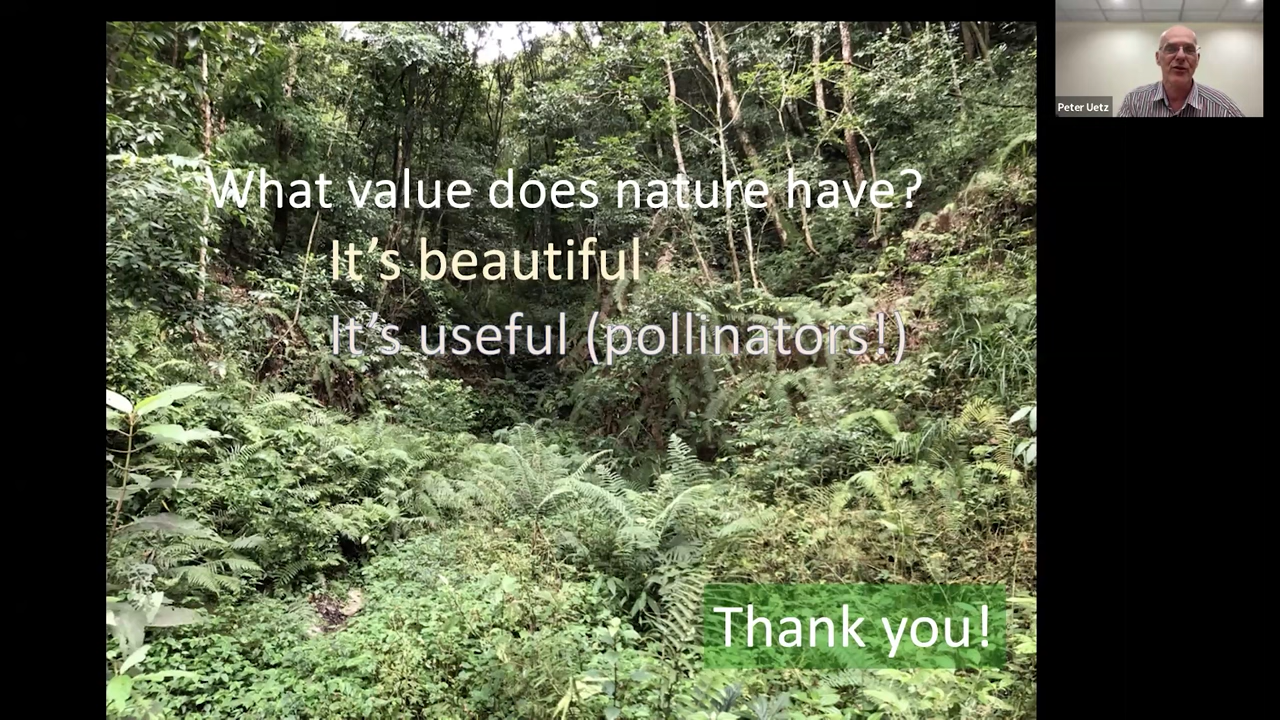 Peter Uetz
What value does nature have?
It’s beautiful
It’s useful (pollinators!)
Thank you!